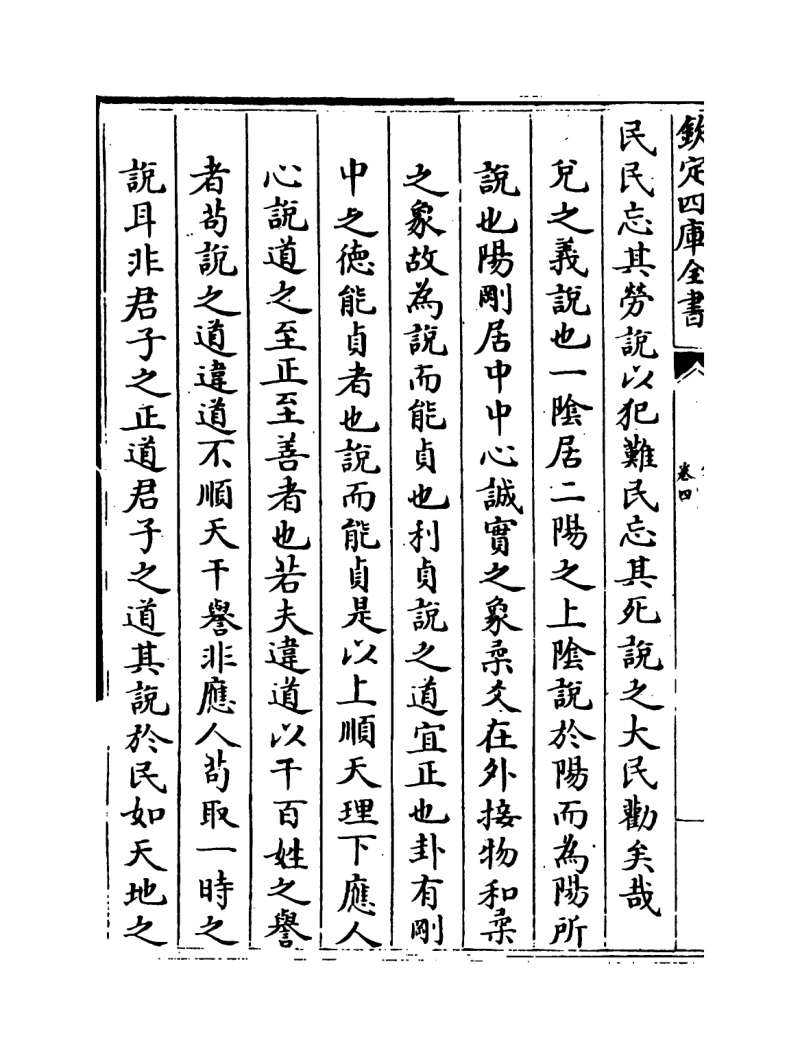 欽定四庫全書
卷四
民民忘其勞說以犯難民忘其死說之大民勸矣哉
兌之義說也一陰居二陽之上陰說於陽而為陽所
說也陽剛居中中心誠實之象柔爻在外接物和柔
之象故為說而能貞也利貞說之道宜正也卦有剛
中之德能貞者也說而能貞是以上順天理下應人
心說道之至正至善者也若夫違道以干百姓之譽
者茍說之道違道不順天干譽非應人茍取一時之
說耳非君子之正道君子之道其說於民如天地之